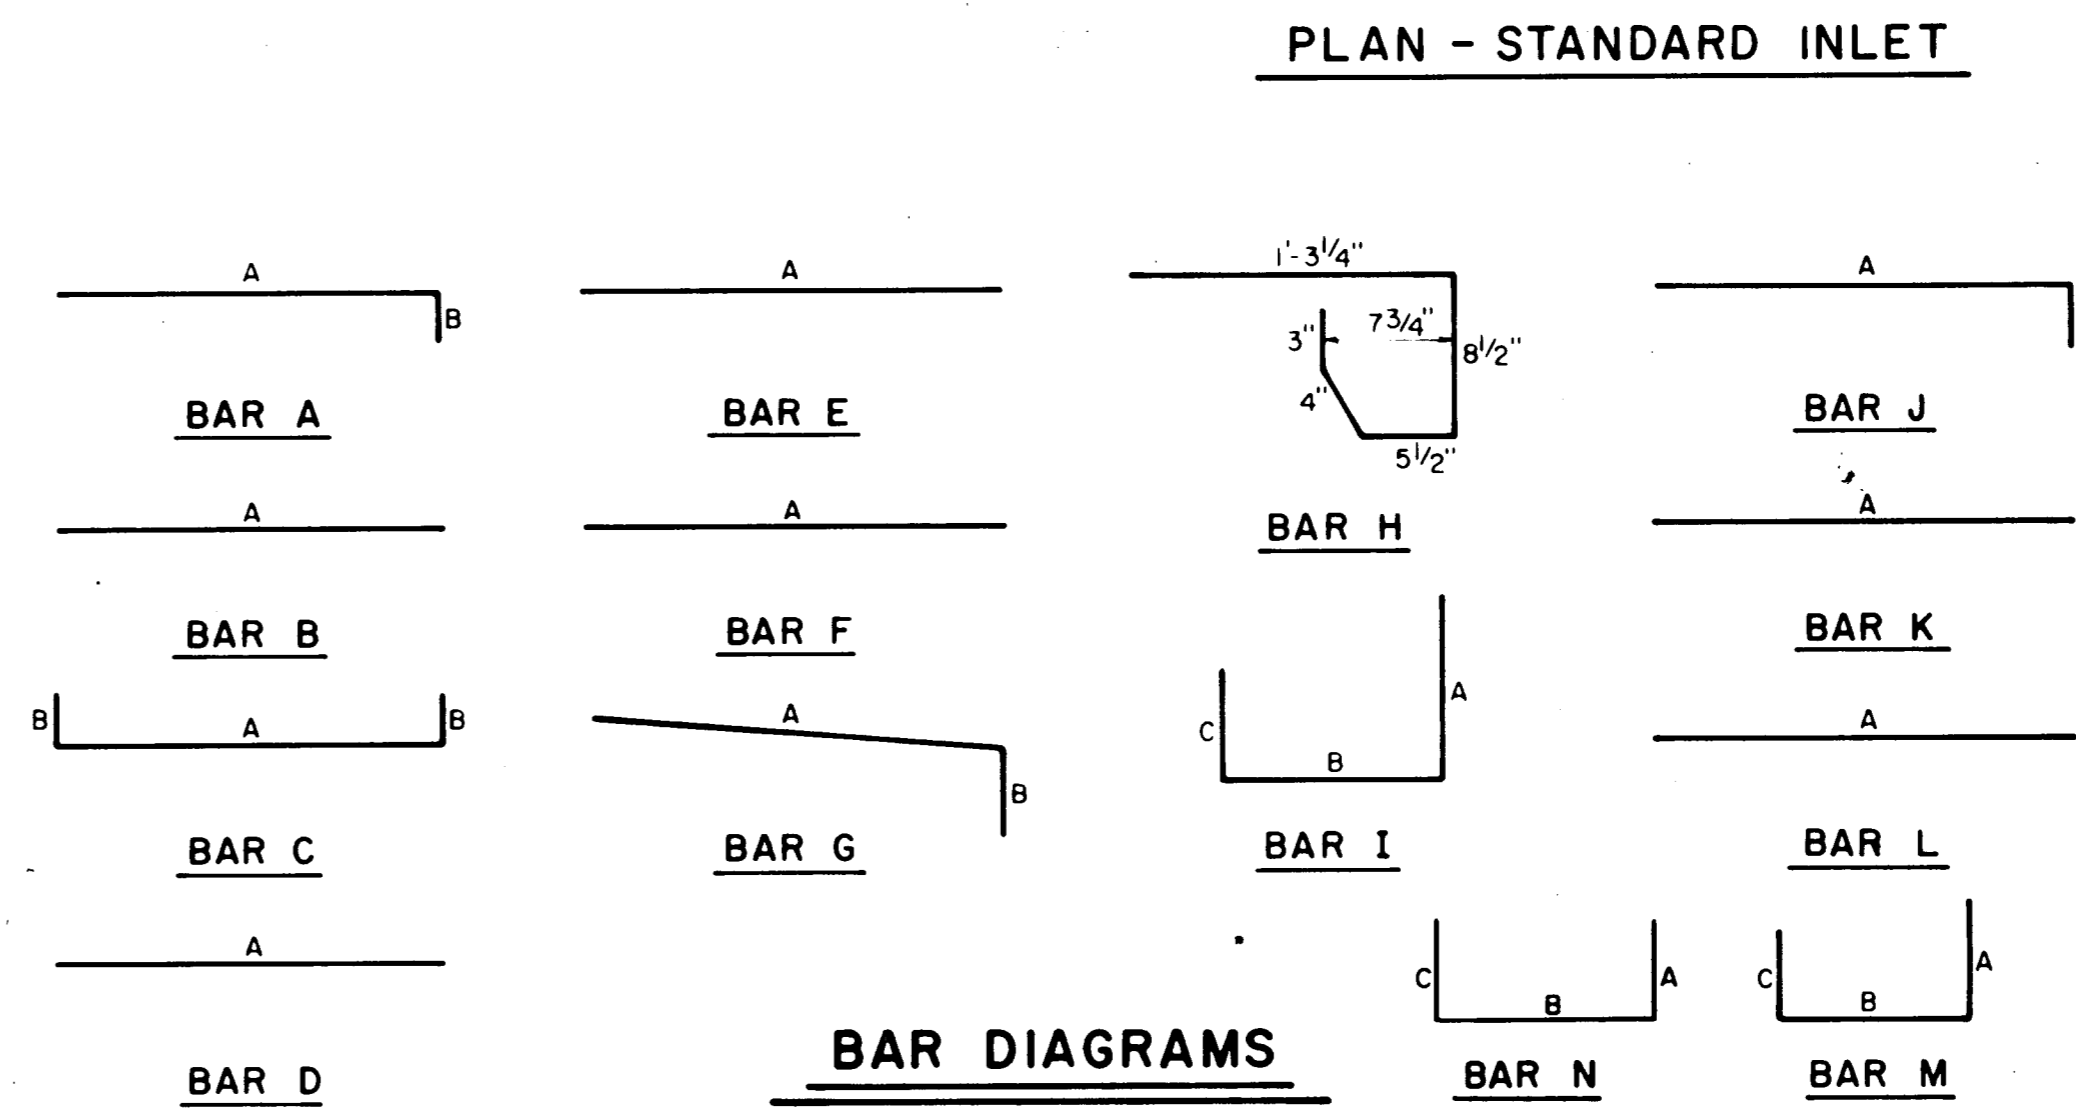 PLAN - STANDARD INLET
A
B
BAR A
A
BAR E
1'-3 1/4"
3"
7 3/4"
8 1/2"
4"
5 1/2"
BAR H
A
BAR J
A
BAR B
A
BAR F
A
BAR K
B
A
B
BAR C
A
B
BAR G
C
B
A
BAR I
A
BAR L
A
BAR D
BAR DIAGRAMS
C
B
A
BAR N
C
B
A
BAR M